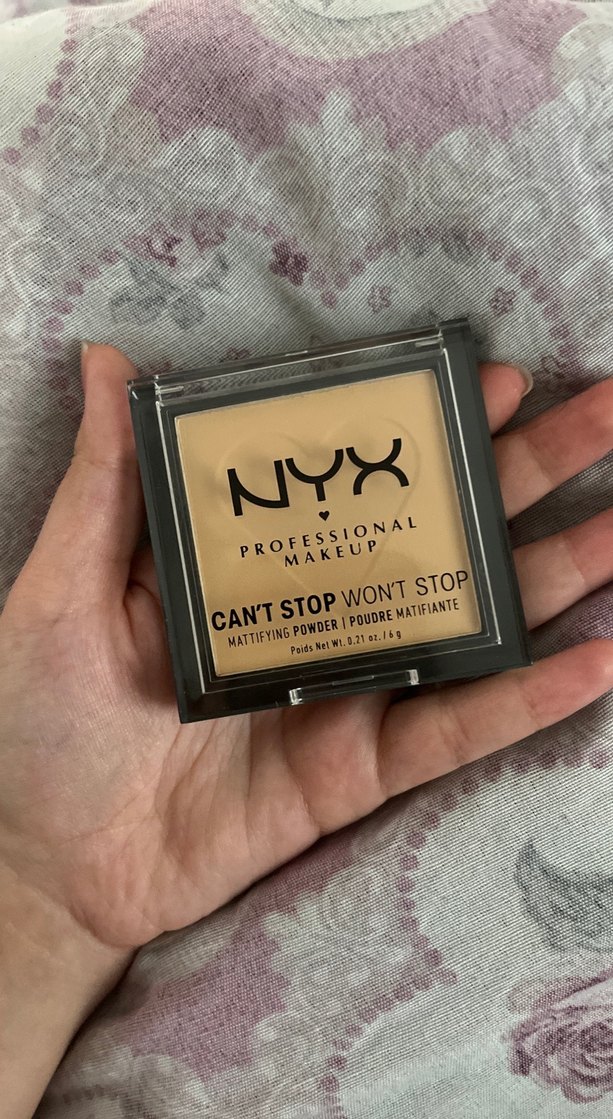 NYX
PROFESSIONAL
MAKEUP
CAN'T STOP WON'T STOP
MATTIFYING POWDER | POUDRE MATIFIANTE
Poids Net Wt. 0.21 oz. / 6 g